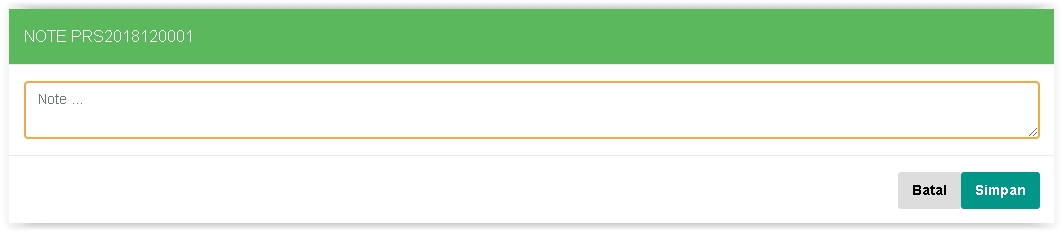 NOTE PRS2018120001
Note ...
Batal Simpan